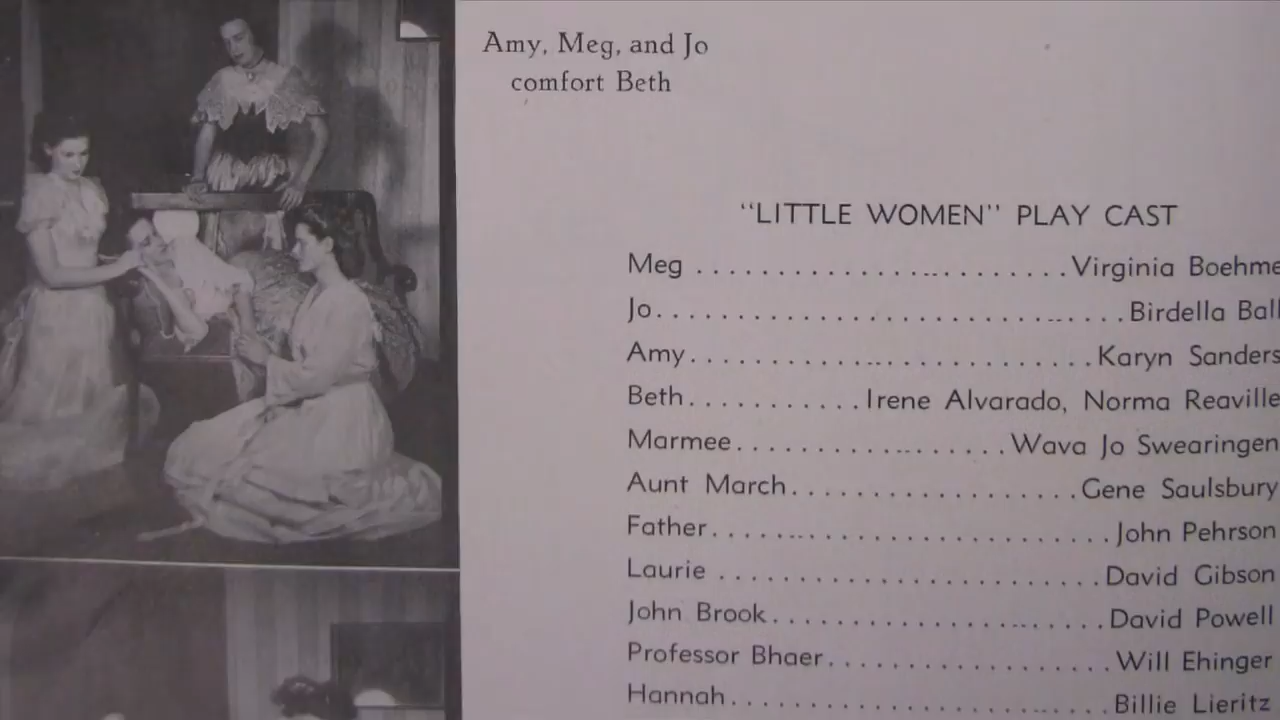 Amy, Meg, and Jo
comfort Beth
“LITTLE WOMEN” PLAY CAST
Meg ............................Virginia Boehme
Jo...................................Birdella Ball
Amy..............................Karyn Sanders
Beth...........Irene Alvarado, Norma Reaville
Marmee.....................Wava Jo Swearingen
Aunt March...................Gene Saulsbury
Father..............................John Pehrson
Laurie .............................David Gibson
John Brook.........................David Powell
Professor Bhaer...................Will Ehinger
Hannah............................Billie Lieritz